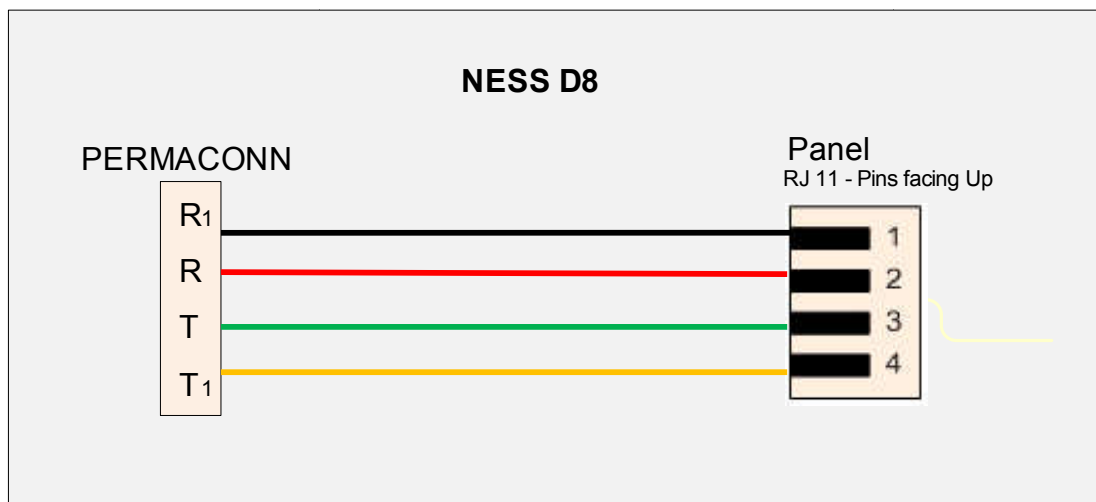 NESS D8
PERMACONN
Panel
RJ 11 - Pins facing Up
R1
1
R
2
T
3
T1
4